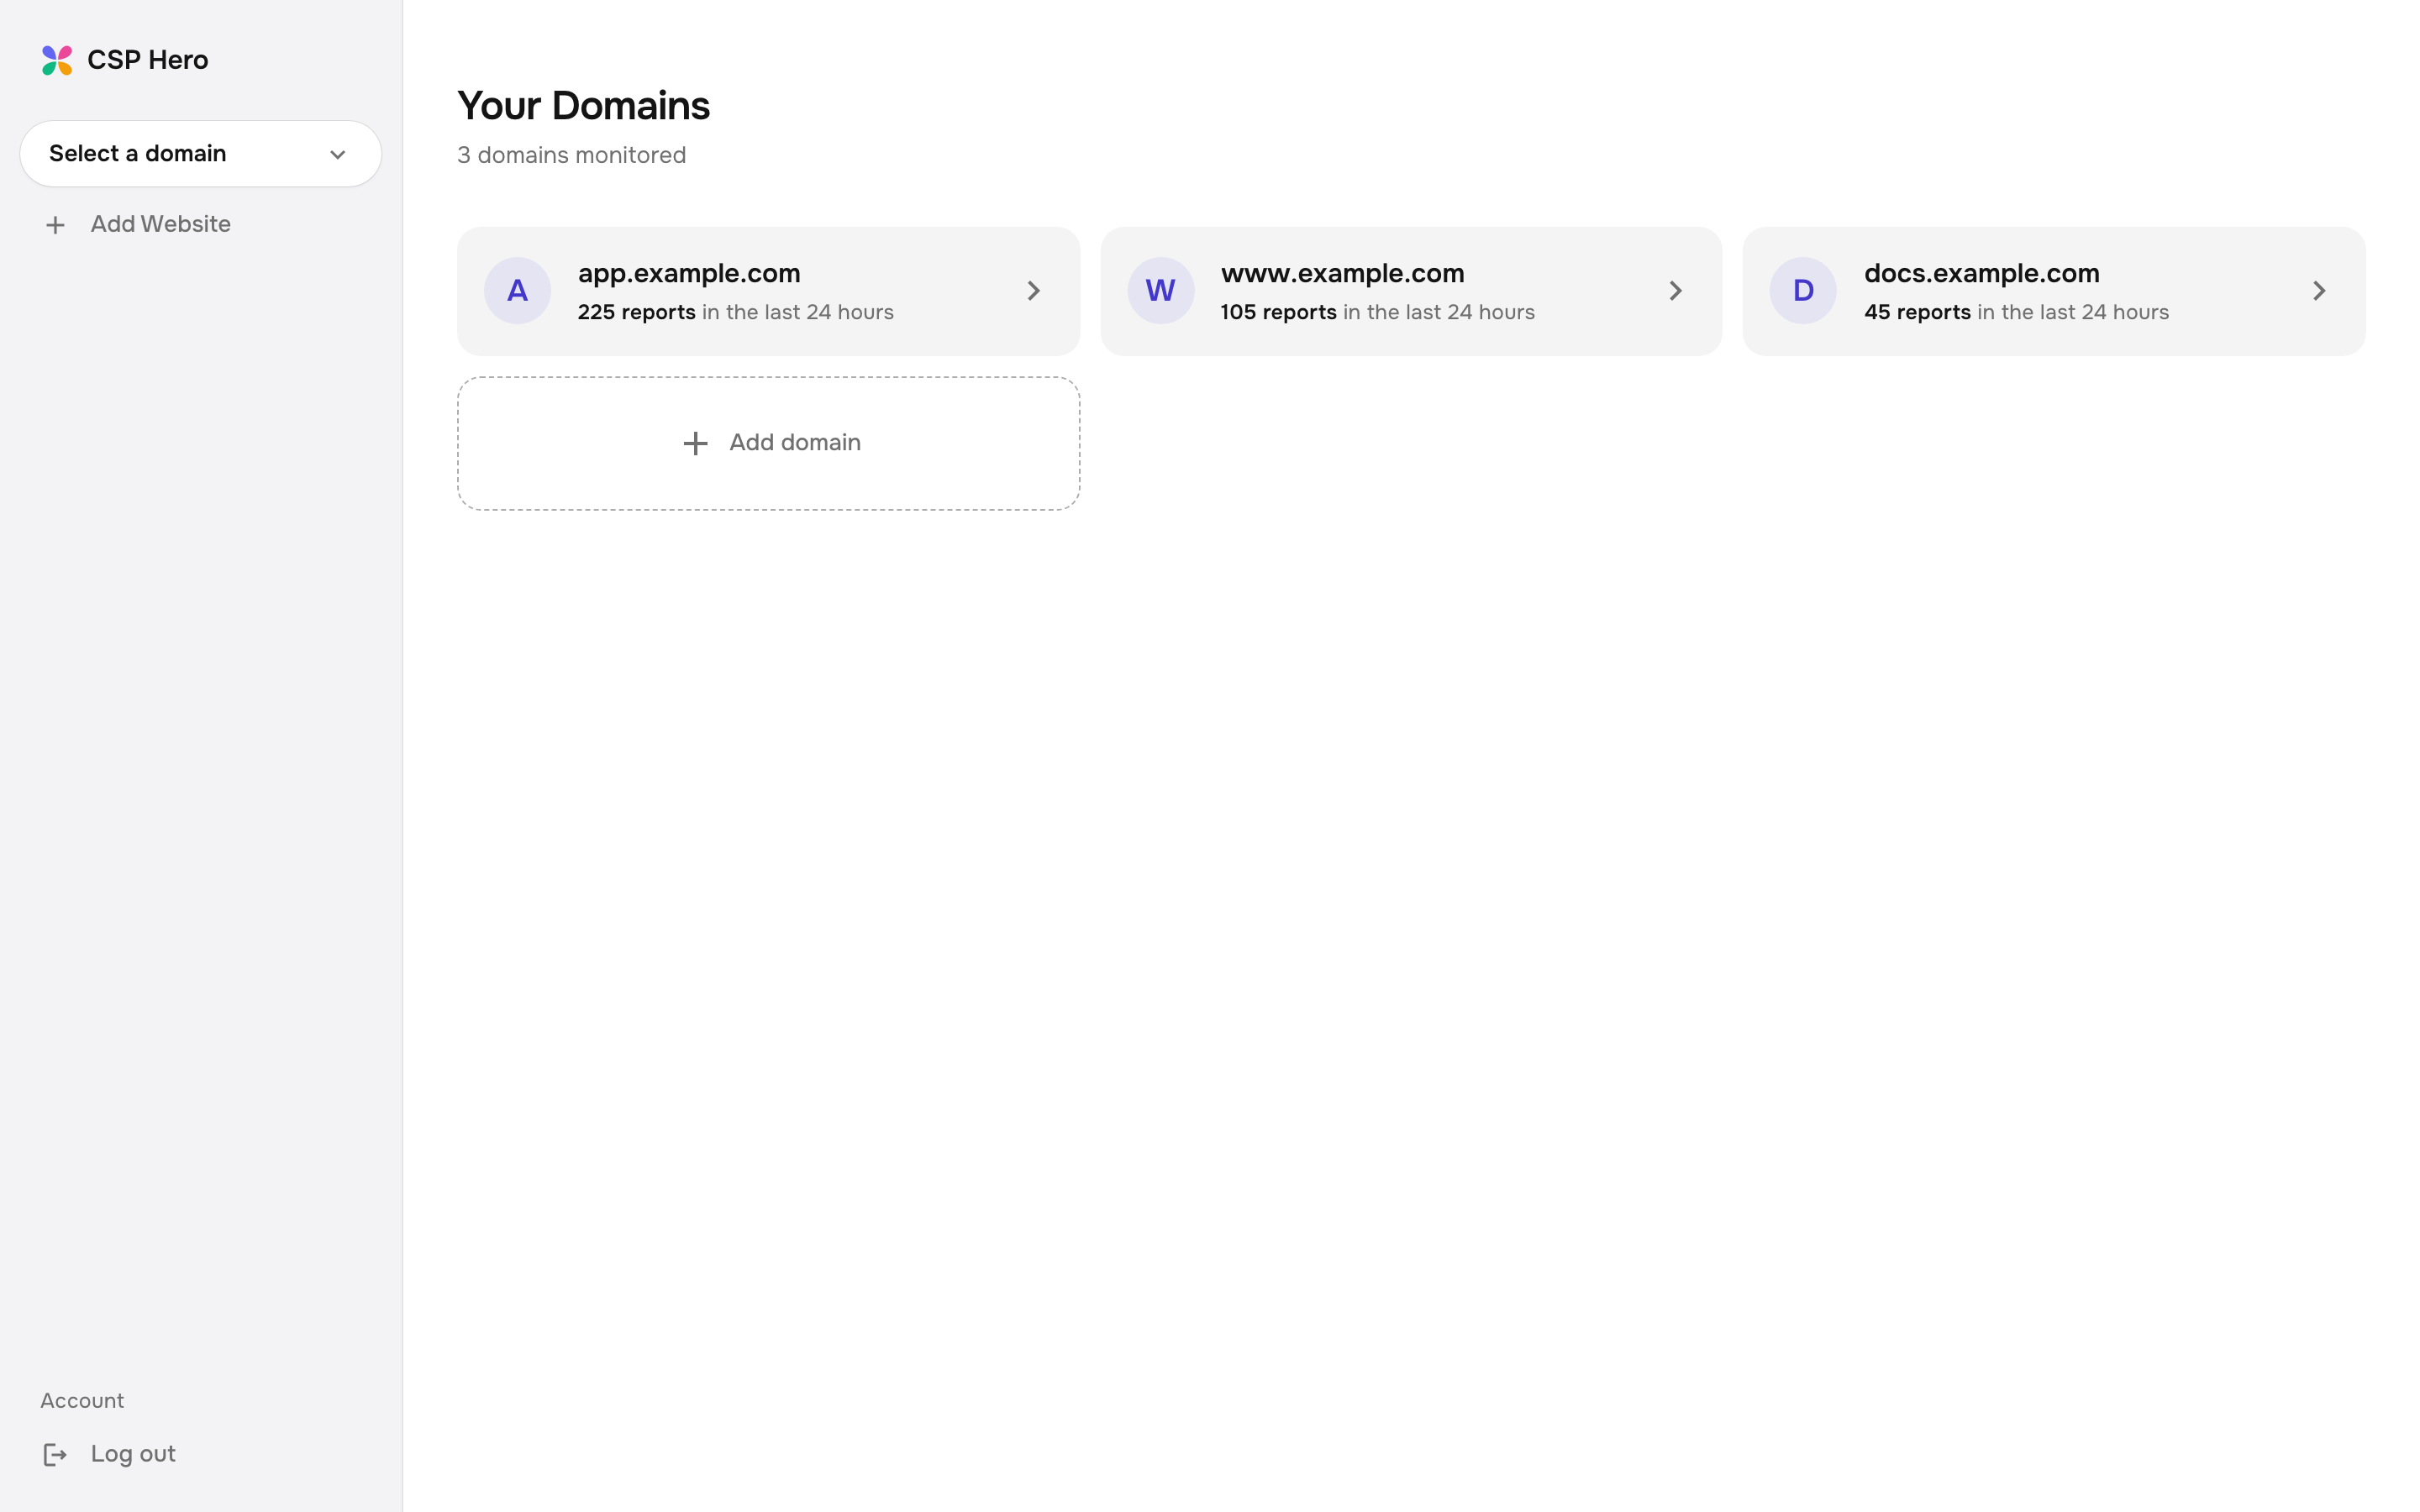 CSP Hero
Select a domain
Add Website
Your Domains
3 domains monitored
A
app.example.com
225 reports in the last 24 hours
W
www.example.com
105 reports in the last 24 hours
D
docs.example.com
45 reports in the last 24 hours
Add domain
Account
Log out